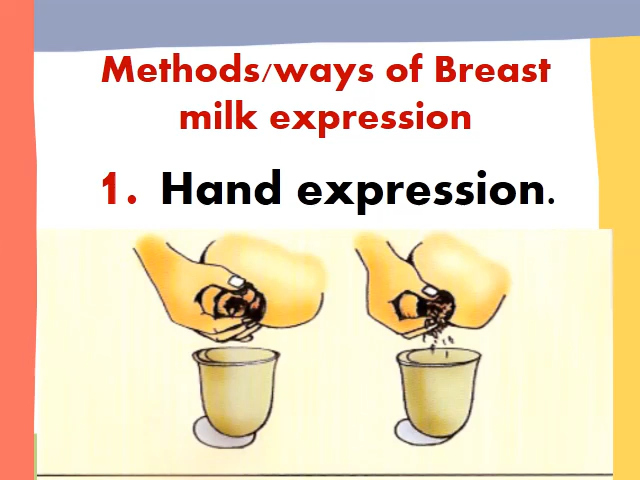 Methods/ways of Breast
milk expression
1. Hand expression.